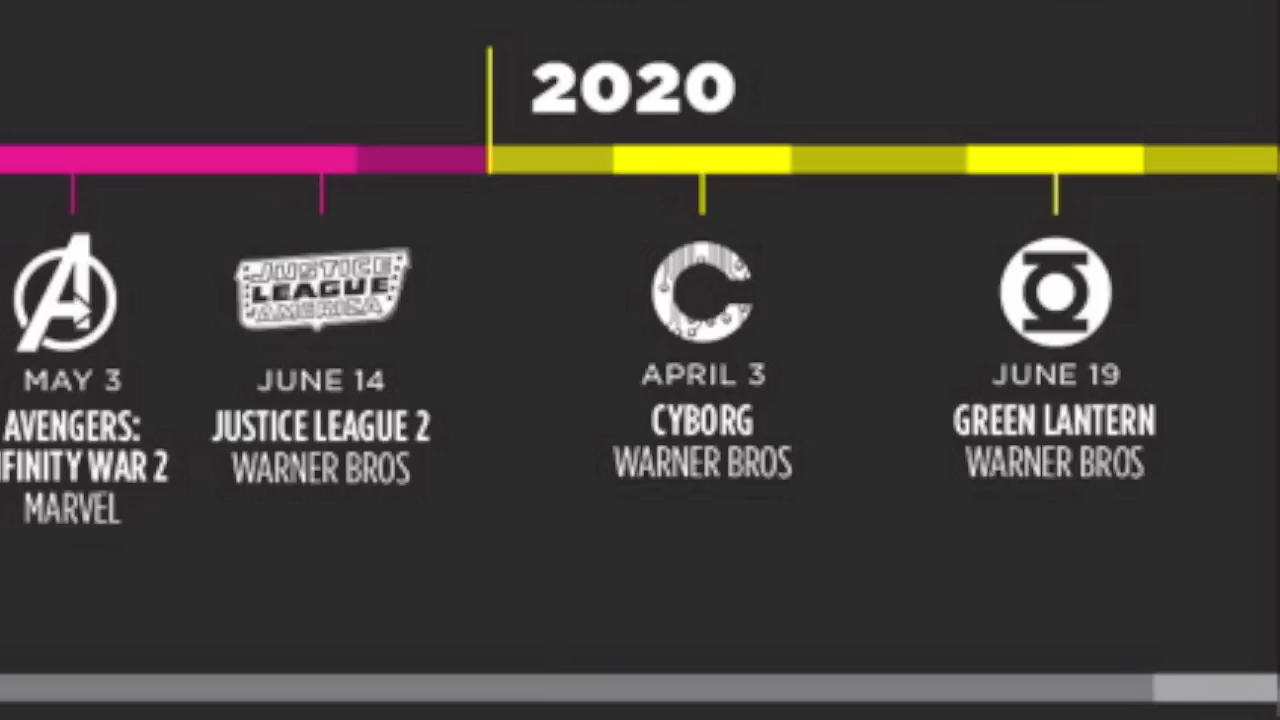 2020
JUSTICE
LEAGUE
AMERICA
MAY 3
AVENGERS:
WAR 2
MARVEL
JUNE 14
JUSTICE LEAGUE 2
WARNER BROS
APRIL 3
CYBORG
WARNER BROS
JUNE 19
GREEN LANTERN
WARNER BROS